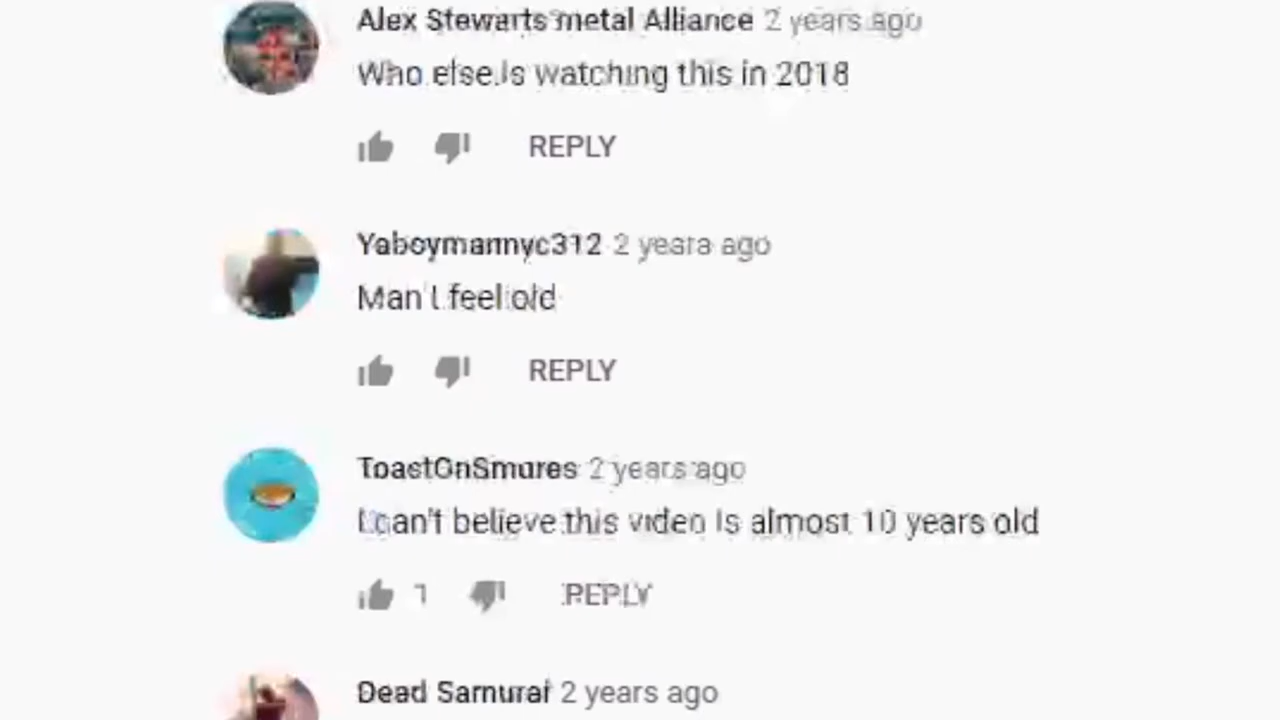 Alex Stewarts metal Alliance 2 years ago
Who else is watching this in 2018
REPLY
Yaboymannyc312 2 years ago
Man I feel old
REPLY
ToastOnSmores 2 years ago
I can't believe this video is almost 10 years old
1 REPLY
Dead Samurai 2 years ago